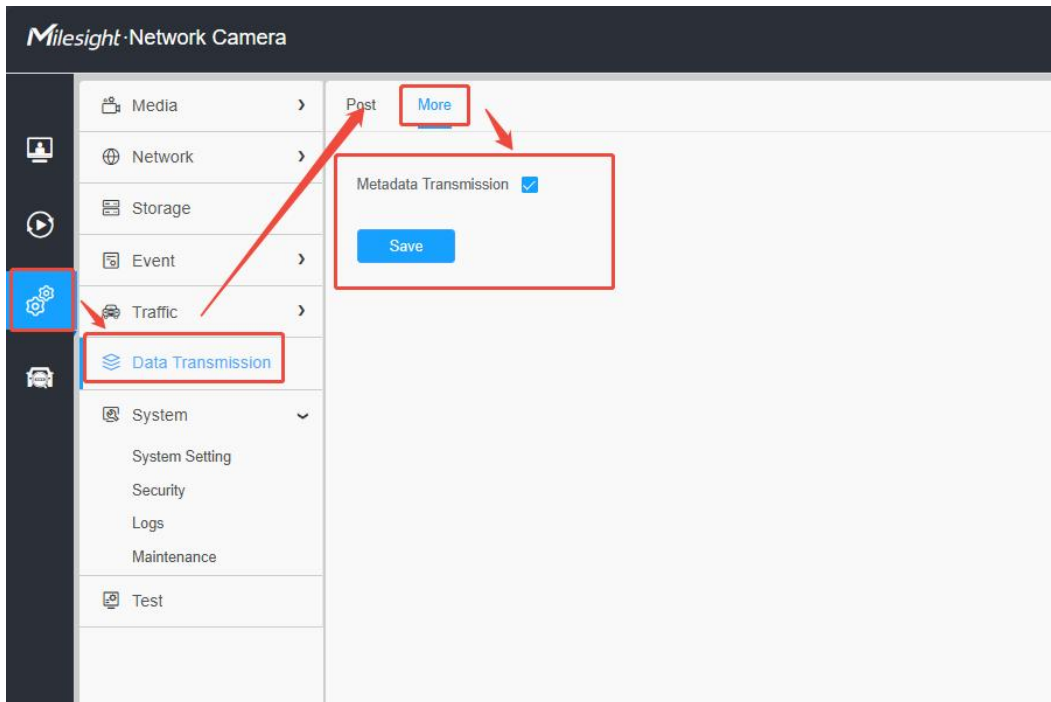 Milesight·Network Camera
Media
Network
Storage
Event
Traffic
Data Transmission
System
System Setting
Security
Logs
Maintenance
Test
Post More
Metadata Transmission
Save